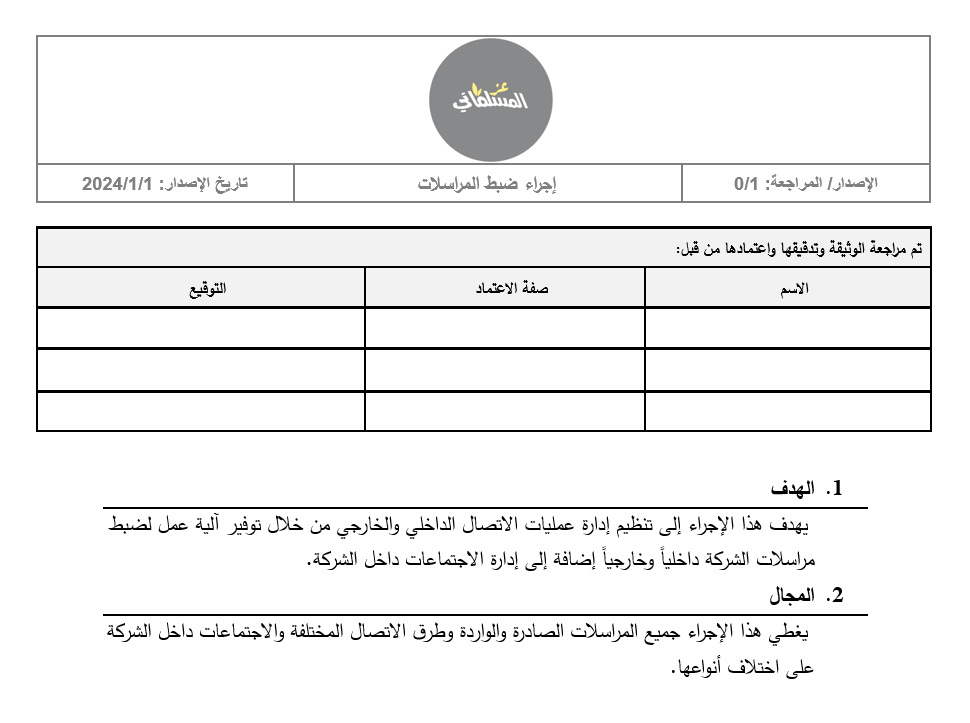 عز
المسلماني
الإصدار/ المراجعة: 0/1
إجراء ضبط المراسلات
تاريخ الإصدار: 2024/1/1
تم مراجعة الوثيقة وتدقيقها واعتمادها من قبل:
الاسم
صفة الاعتماد
التوقيع
1. الهدف
يهدف هذا الإجراء إلى تنظيم إدارة عمليات الاتصال الداخلي والخارجي من خلال توفير آلية عمل لضبط
مراسلات الشركة داخلياً وخارجياً إضافة إلى إدارة الاجتماعات داخل الشركة.
2. المجال
يغطي هذا الإجراء جميع المراسلات الصادرة والواردة وطرق الاتصال المختلفة والاجتماعات داخل الشركة
على اختلاف أنواعها.